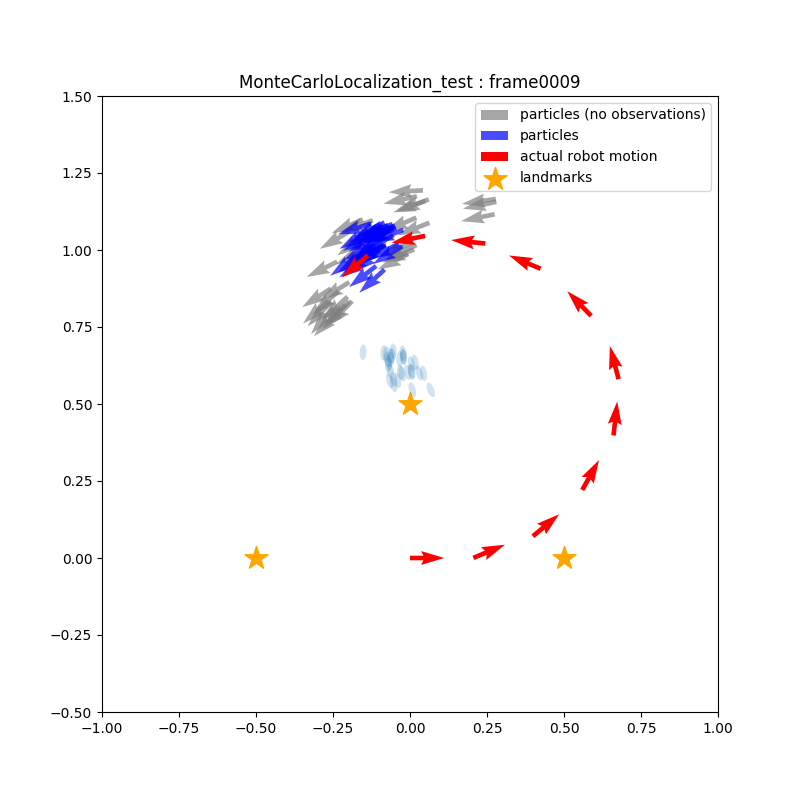 MonteCarloLocalization_test : frame0009
particles (no observations)
particles
actual robot motion
landmarks
1.50
1.25
1.00
0.75
0.50
0.25
0.00
−0.25
−0.50
−1.00 −0.75 −0.50 −0.25 0.00 0.25 0.50 0.75 1.00